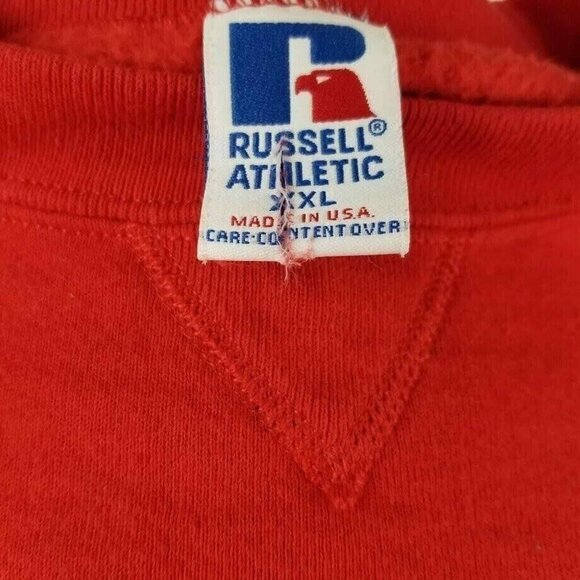 R
RUSSELL®
ATHLETIC
XXL
MADE IN U.S.A.
CARE-CONTENT OVER